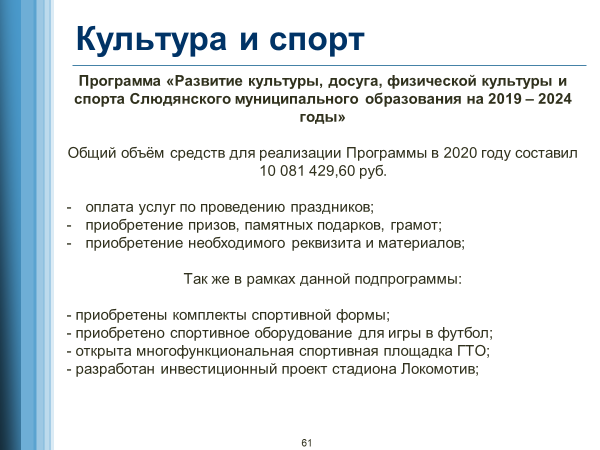 Культура и спорт
Программа «Развитие культуры, досуга, физической культуры и
спорта Слюдянского муниципального образования на 2019 – 2024
годы»
Общий объём средств для реализации Программы в 2020 году составил
10 081 429,60 руб.
- оплата услуг по проведению праздников;
- приобретение призов, памятных подарков, грамот;
- приобретение необходимого реквизита и материалов;
Так же в рамках данной подпрограммы:
- приобретены комплекты спортивной формы;
- приобретено спортивное оборудование для игры в футбол;
- открыта многофункциональная спортивная площадка ГТО;
- разработан инвестиционный проект стадиона Локомотив;
61